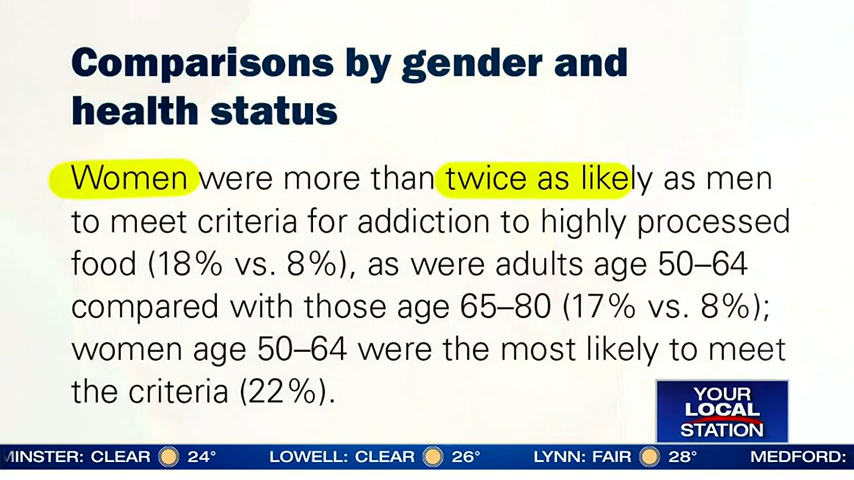 Comparisons by gender and
health status
Women were more than twice as likely as men
to meet criteria for addiction to highly processed
food (18% vs. 8%), as were adults age 50–64
compared with those age 65–80 (17% vs. 8%);
women age 50–64 were the most likely to meet
the criteria (22%).
YOUR
LOCAL
STATION
MINSTER: CLEAR 24° LOWELL: CLEAR 26° LYNN: FAIR 28° MEDFORD: